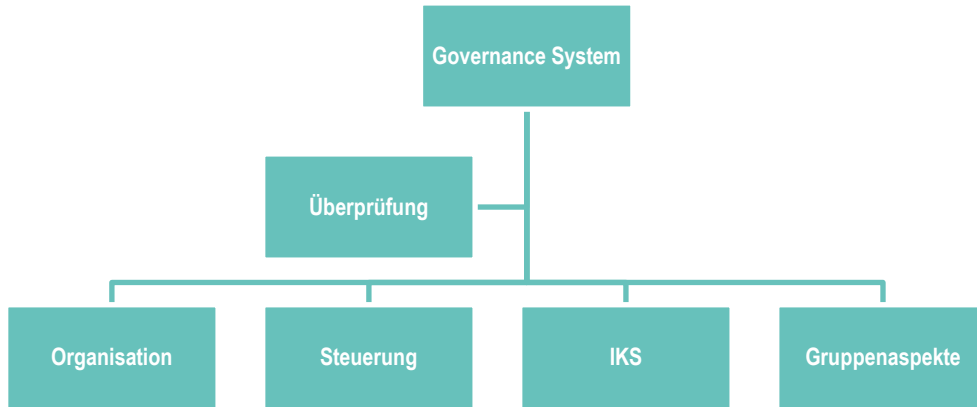 Governance System
Überprüfung
Organisation
Steuerung
IKS
Gruppenaspekte